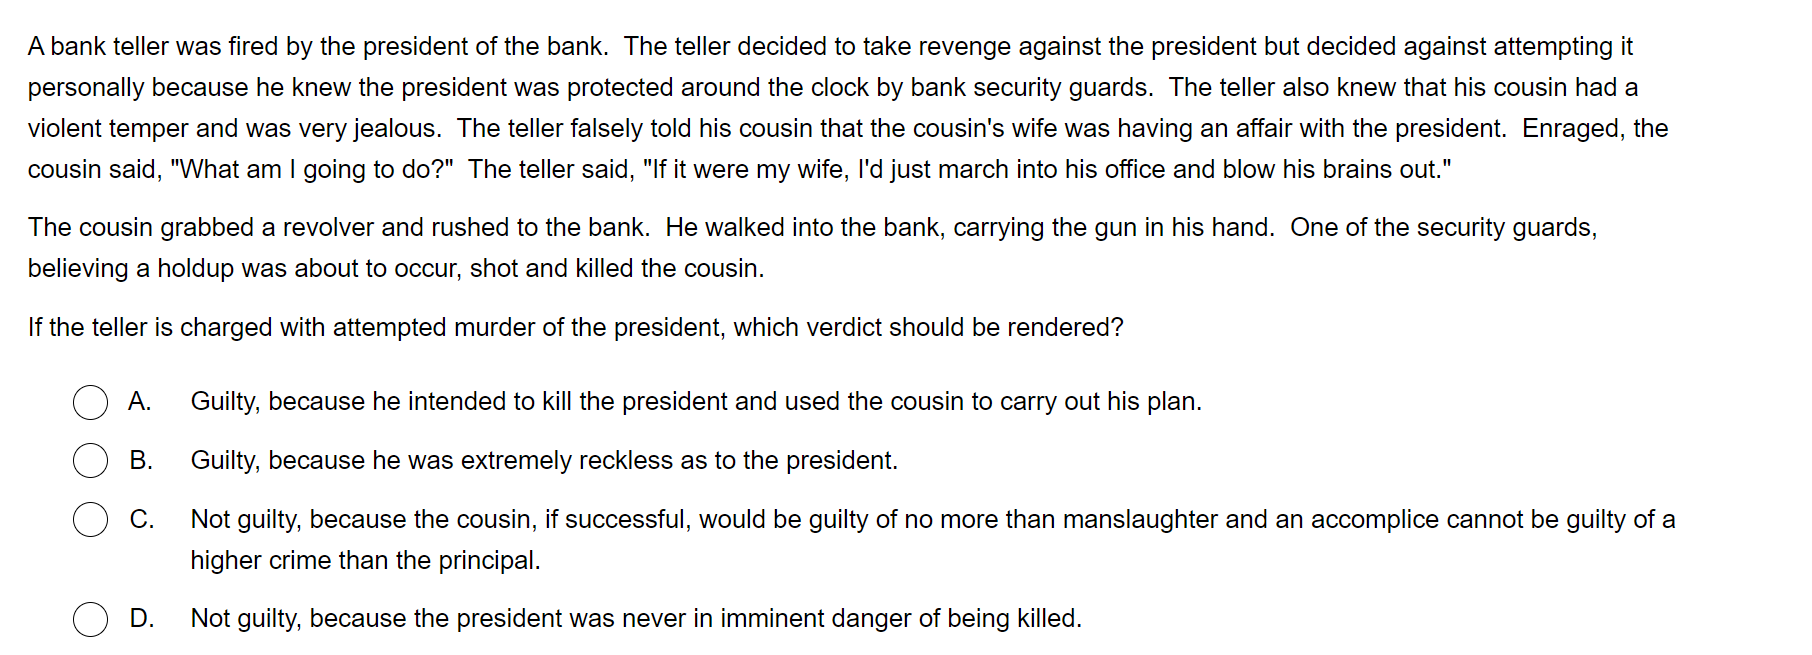 A bank teller was fired by the president of the bank.  The teller decided to take revenge against the president but decided against attempting it
personally because he knew the president was protected around the clock by bank security guards.  The teller also knew that his cousin had a
violent temper and was very jealous.  The teller falsely told his cousin that the cousin's wife was having an affair with the president.  Enraged, the
cousin said, "What am I going to do?"  The teller said, "If it were my wife, I'd just march into his office and blow his brains out."
The cousin grabbed a revolver and rushed to the bank.  He walked into the bank, carrying the gun in his hand.  One of the security guards,
believing a holdup was about to occur, shot and killed the cousin.
If the teller is charged with attempted murder of the president, which verdict should be rendered?
A. Guilty, because he intended to kill the president and used the cousin to carry out his plan.
B. Guilty, because he was extremely reckless as to the president.
C. Not guilty, because the cousin, if successful, would be guilty of no more than manslaughter and an accomplice cannot be guilty of a
higher crime than the principal.
D. Not guilty, because the president was never in imminent danger of being killed.